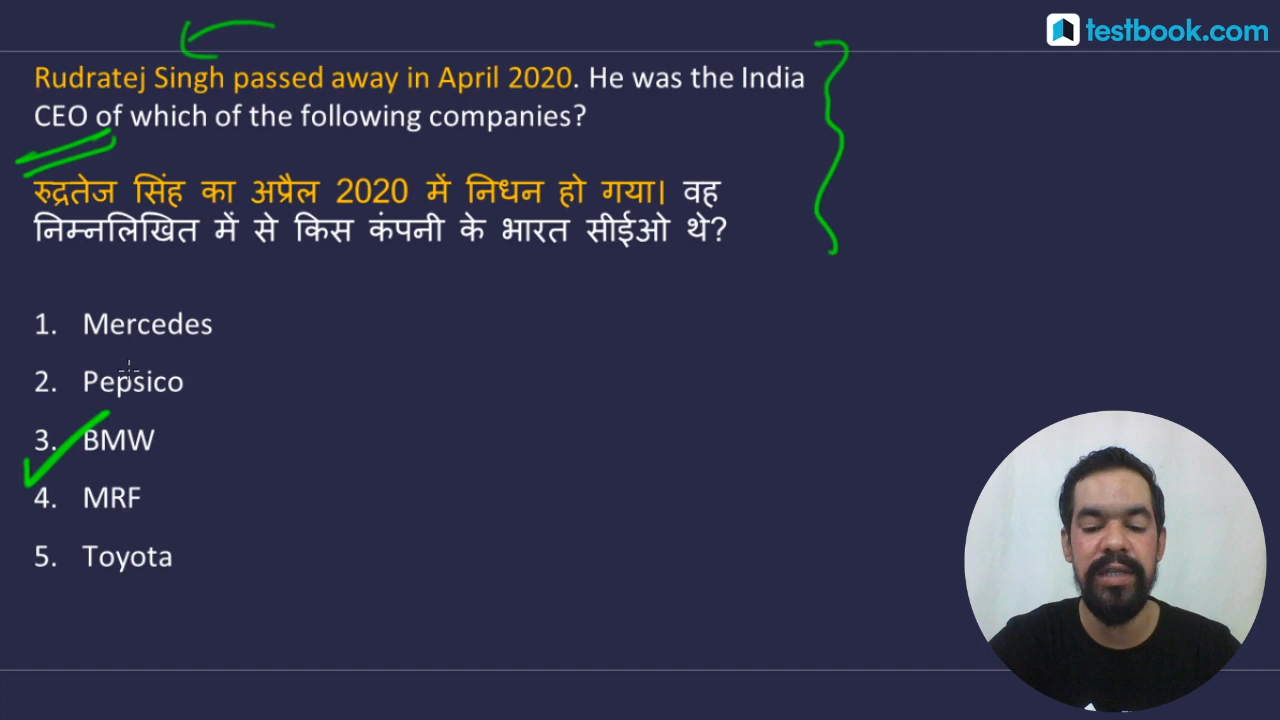 testbook.com
Rudratej Singh passed away in April 2020. He was the India
CEO of which of the following companies?
रुद्रतेज सिंह का अप्रैल 2020 में निधन हो गया। वह
निम्नलिखित में से किस कंपनी के भारत सीईओ थे?
1. Mercedes
2. Pepsico
3. BMW
4. MRF
5. Toyota